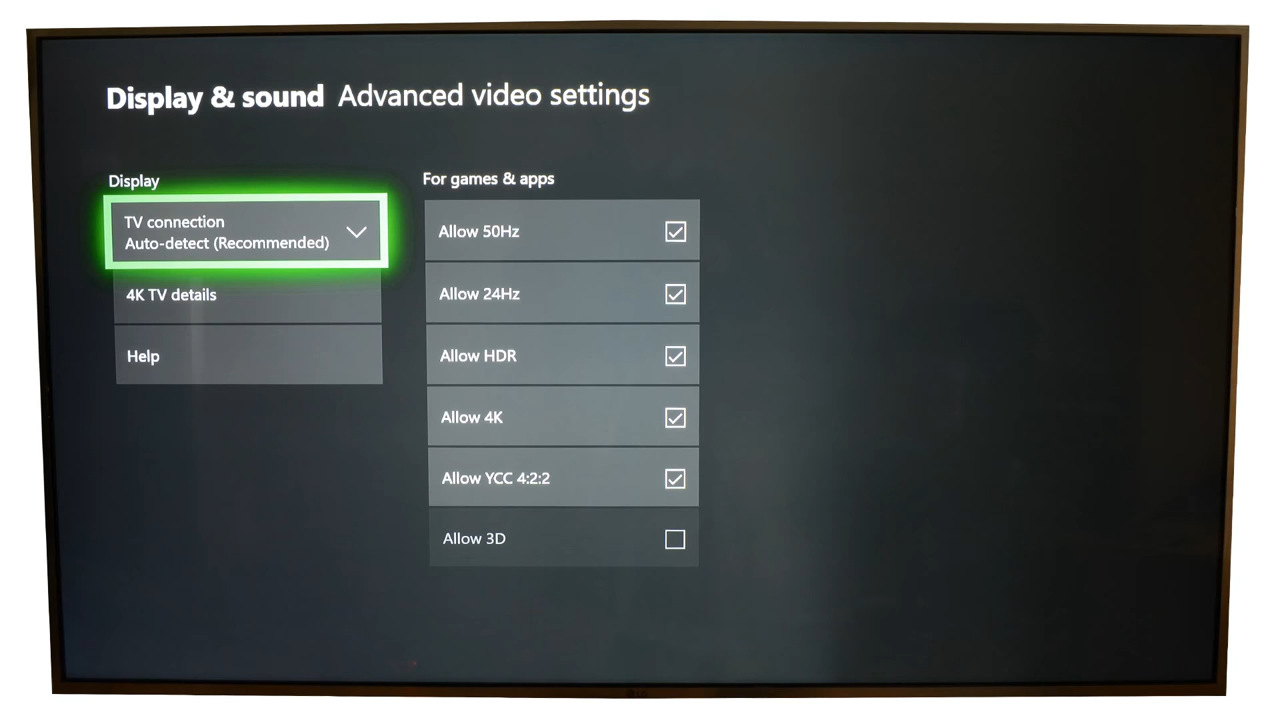 Display & sound Advanced video settings
Display
TV connection
Auto-detect (Recommended)
4K TV details
Help
For games & apps
Allow 50Hz
Allow 24Hz
Allow HDR
Allow 4K
Allow YCC 4:2:2
Allow 3D